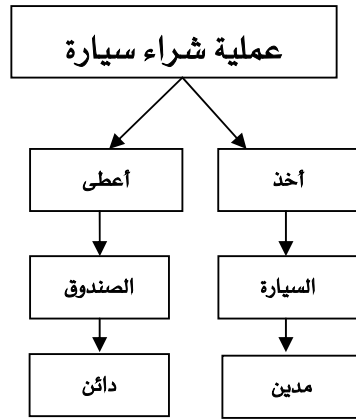 عملية شراء سيارة
أخذ
أعطى
السيارة
الصندوق
مدين
دائن